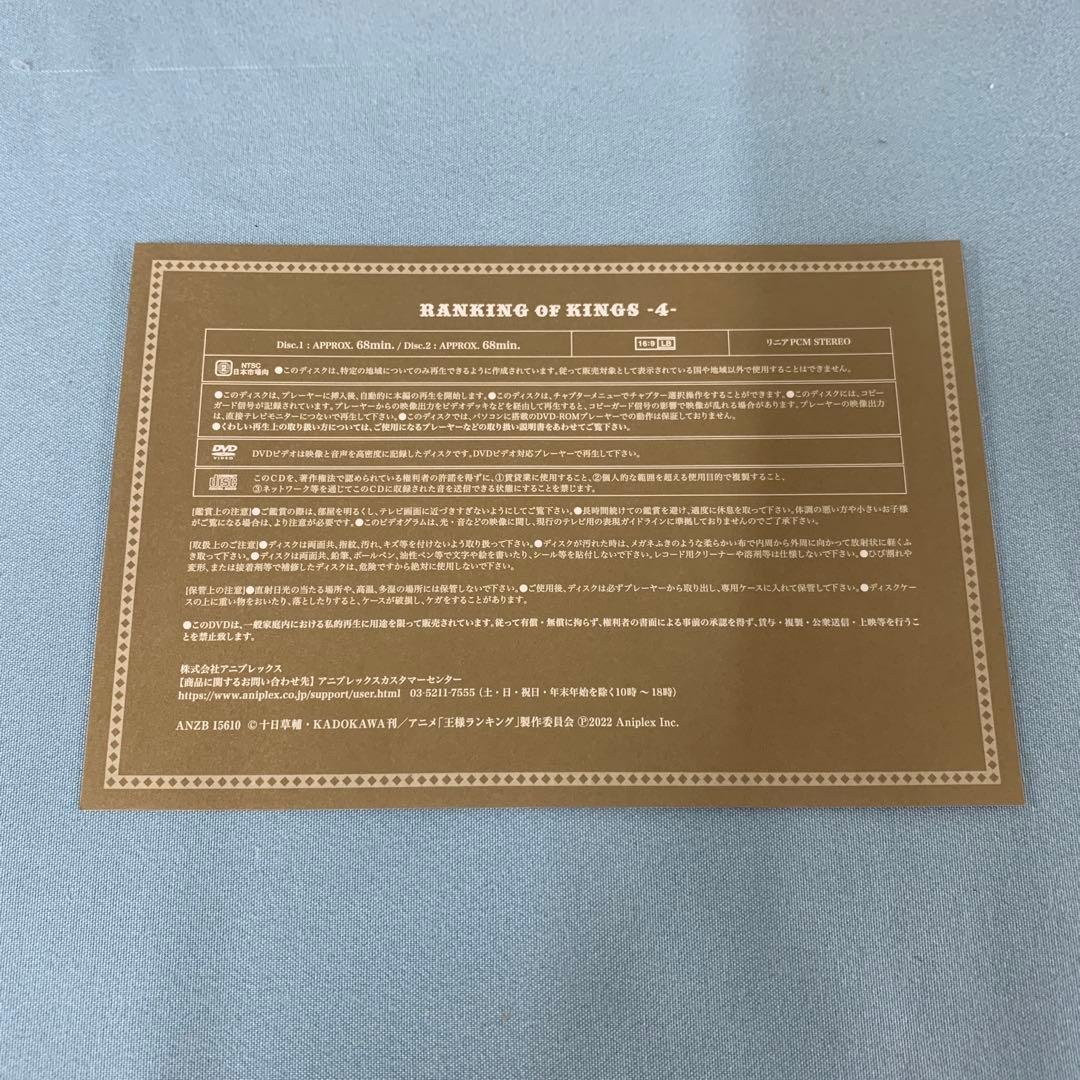 RANKING OF KINGS -4-
Disc.1 : APPROX. 68min. / Disc.2 : APPROX. 68min.
16:9 LB
リニアPCM STEREO
2
NTSC
日本市場向
●このディスクは、特定の地域についてのみ再生できるように作成されています。従って販売対象として表示されている国や地域以外で使用することはできません。
●このディスクは、プレーヤーに挿入後、自動的に本編の再生を開始します。●このディスクは、チャプターメニューでチャプター選択操作をすることができます。●このディスクには、コピー
ガード信号が記録されています。プレーヤーからの映像出力をビデオデッキなどを経由して再生すると、コピーガード信号の影響で映像が乱れる場合があります。プレーヤーの映像出力
は、直接テレビモニターにつないで再生して下さい。●このディスクでは、パソコンに搭載のDVD-ROMプレーヤーでの動作は保証しておりません。
●くわしい再生上の取り扱い方については、ご使用になるプレーヤーなどの取り扱い説明書をあわせてご覧下さい。
DVD VIDEO
DVDビデオは映像と音声を高密度に記録したディスクです。DVDビデオ対応プレーヤーで再生して下さい。
このCDを、著作権法で認められている権利者の許諾を得ずに、①賃貸業に使用すること、②個人的な範囲を超える使用目的で複製すること、
③ネットワーク等を通じてこのCDに収録された音を送信できる状態にすることを禁じます。
[鑑賞上の注意]●ご鑑賞の際は、部屋を明るくし、テレビ画面に近づきすぎないようにしてご覧下さい。●長時間続けての鑑賞を避け、適度に休息を取って下さい。体調の悪い方や小さいお子様
がご覧になる場合は、より注意が必要です。●このビデオグラムは、光・音などの映像に関し、現行のテレビ用の表現ガイドラインに準拠しておりませんのでご了承下さい。
[取扱上のご注意]●ディスクは両面共、指紋、汚れ、キズ等を付けないよう取り扱って下さい。●ディスクが汚れた時は、メガネふきのような柔らかい布で内周から外周に向かって放射状に軽くふ
き取って下さい。●ディスクは両面共、鉛筆、ボールペン、油性ペン等で文字や絵を書いたり、シール等を貼付しないで下さい。レコード用クリーナーや溶剤等は仕様しないで下さい。●ひび割れや
変形、または接着剤等で補修したディスクは、危険ですから絶対に使用しないで下さい。
[保管上の注意]●直射日光の当たる場所や、高温、多湿の場所には保管しないで下さい。●ご使用後、ディスクは必ずプレーヤーから取り出し、専用ケースに入れて保管して下さい。●ディスクケー
スの上に重い物をおいたり、落としたりすると、ケースが破損し、ケガをすることがあります。
●このDVDは、一般家庭内における私的再生に用途を限って販売されています。従って有償・無償に拘らず、権利者の書面による事前の承認を得ず、貸与・複製・公衆送信・上映等を行うこ
とを禁止致します。
株式会社アニプレックス
【商品に関するお問い合わせ先】アニプレックスカスタマーセンター
https://www.aniplex.co.jp/support/user.html 03-5211-7555（土・日・祝日・年末年始を除く10時～18時）
ANZB 15610 ©十日草輔・KADOKAWA刊／アニメ「王様ランキング」製作委員会 Ⓟ2022 Aniplex Inc.